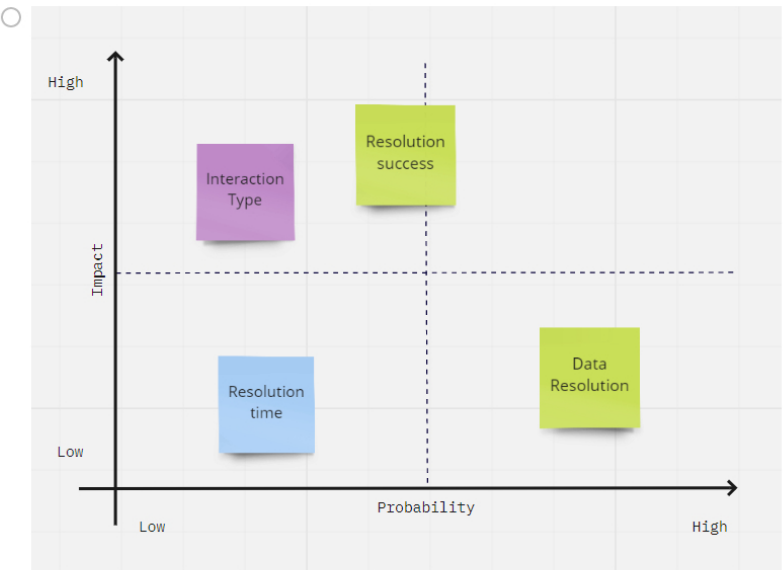 High
Resolution
success
Interaction
Type
Impact
Data
Resolution
Resolution
time
Low
Probability
Low
High